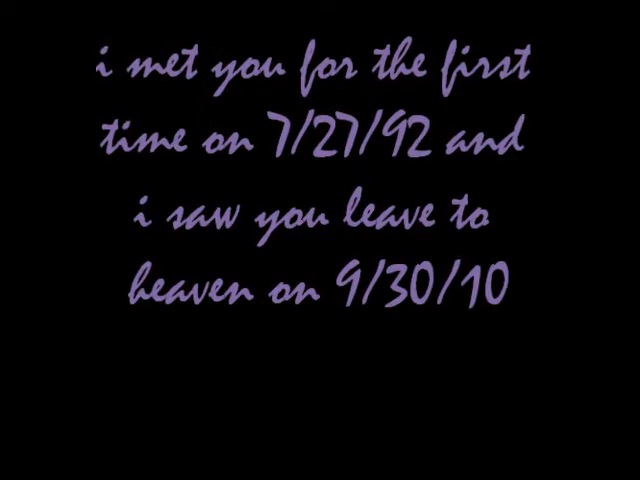 i met you for the first
time on 7/27/92 and
i saw you leave to
heaven on 9/30/10